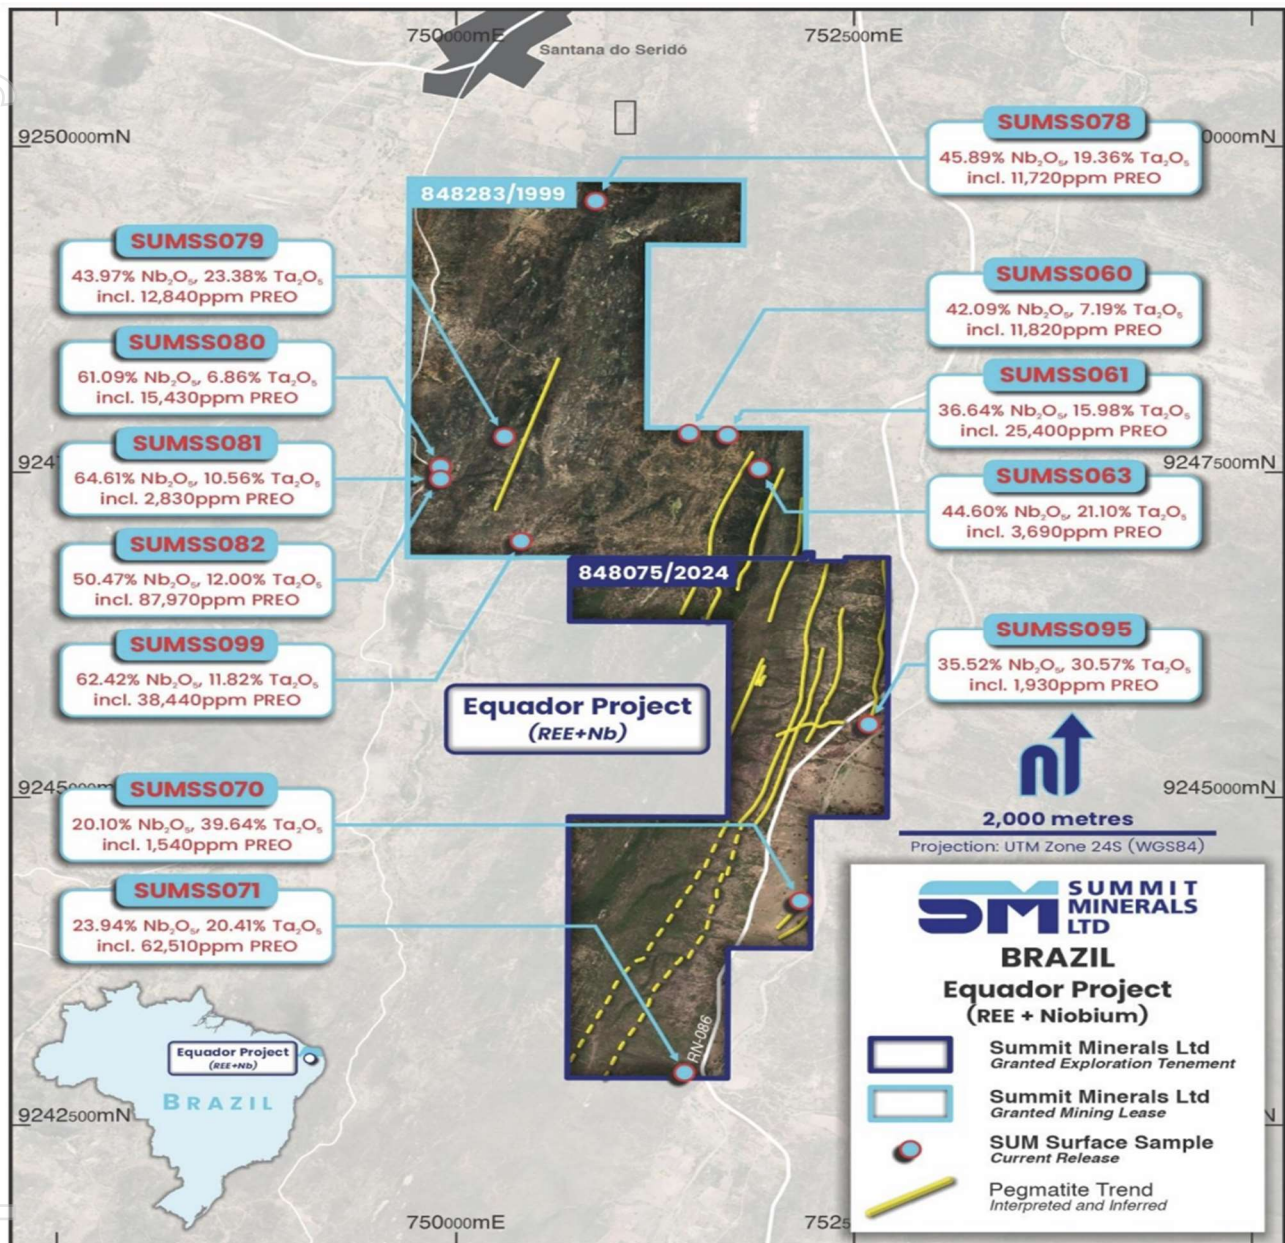 750000mE
752500mE
Santana do Seridó
9250000mN
0000mN
SUMSS078
45.89% Nb₂O₅, 19.36% Ta₂O₅
incl. 11,720ppm PREO
848283/1999
SUMSS079
43.97% Nb₂O₅, 23.38% Ta₂O₅
incl. 12,840ppm PREO
SUMSS060
42.09% Nb₂O₅, 7.19% Ta₂O₅
incl. 11,820ppm PREO
SUMSS080
61.09% Nb₂O₅, 6.86% Ta₂O₅
incl. 15,430ppm PREO
SUMSS061
36.64% Nb₂O₅, 15.98% Ta₂O₅
incl. 25,400ppm PREO
SUMSS081
64.61% Nb₂O₅, 10.56% Ta₂O₅
incl. 2,830ppm PREO
9247
9247500mN
SUMSS063
44.60% Nb₂O₅, 21.10% Ta₂O₅
incl. 3,690ppm PREO
SUMSS082
50.47% Nb₂O₅, 12.00% Ta₂O₅
incl. 87,970ppm PREO
848075/2024
SUMSS099
62.42% Nb₂O₅, 11.82% Ta₂O₅
incl. 38,440ppm PREO
SUMSS095
35.52% Nb₂O₅, 30.57% Ta₂O₅
incl. 1,930ppm PREO
Equador Project
(REE+Nb)
9245000m
9245000mN
SUMSS070
20.10% Nb₂O₅, 39.64% Ta₂O₅
incl. 1,540ppm PREO
n
2,000 metres
Projection: UTM Zone 24S (WGS84)
SUMSS071
23.94% Nb₂O₅, 20.41% Ta₂O₅
incl. 62,510ppm PREO
RN-086
Equador Project
(REE+Nb)
BRAZIL
9242500mN
750000mE
7525
SM SUMMIT
MINERALS
LTD
BRAZIL
Equador Project
(REE + Niobium)
Summit Minerals Ltd
Granted Exploration Tenement
Summit Minerals Ltd
Granted Mining Lease
SUM Surface Sample
Current Release
Pegmatite Trend
Interpreted and Inferred